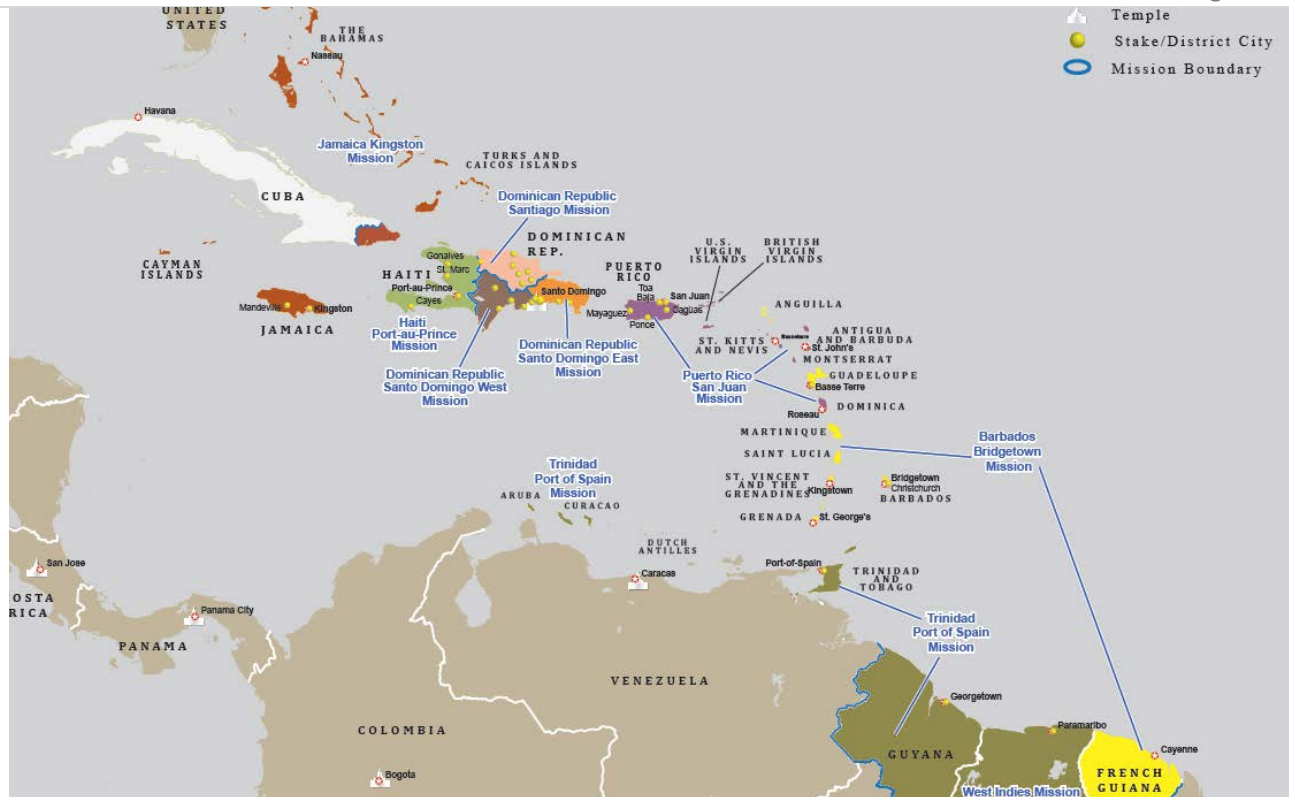 UNITED
STATES
THE
BAHAMAS
Nassau
Temple
Stake/District City
Mission Boundary
Havana
Jamaica Kingston
Mission
TURKS AND
CAICOS ISLANDS
CUBA
Dominican Republic
Santiago Mission
DOMINICAN
REP.
U.S.
VIRGIN
ISLANDS
BRITISH
VIRGIN
ISLANDS
CAYMAN
ISLANDS
Gonaives
St. Marc
HAITI
Port-au-Prince
Cayes
Santo Domingo
PUERTO
RICO
Toa
Baja
San Juan
Caguas
Mayaguez
Ponce
ANGUILLA
Mandeville
Kingston
JAMAICA
Haiti
Port-au-Prince
Mission
Dominican Republic
Santo Domingo East
Mission
Dominican Republic
Santo Domingo West
Mission
Puerto Rico
San Juan
Mission
Basseterre
ST. KITTS
AND NEVIS
ANTIGUA
AND BARBUDA
St. John's
MONTSERRAT
GUADELOUPE
Basse Terre
Roseau
DOMINICA
MARTINIQUE
SAINT LUCIA
Barbados
Bridgetown
Mission
ST. VINCENT
AND THE
GRENADINES
Kingstown
Bridgetown
Christchurch
BARBADOS
GRENADA
St. George's
Trinidad
Port of Spain
Mission
ARUBA
CURACAO
DUTCH
ANTILLES
Caracas
Port-of-Spain
TRINIDAD
AND
TOBAGO
San Jose
OSTA
RICA
Panama City
PANAMA
Trinidad
Port of Spain
Mission
VENEZUELA
Georgetown
COLOMBIA
Paramaribo
GUYANA
Cayenne
Bogota
FRENCH
GUIANA
West Indies Mission